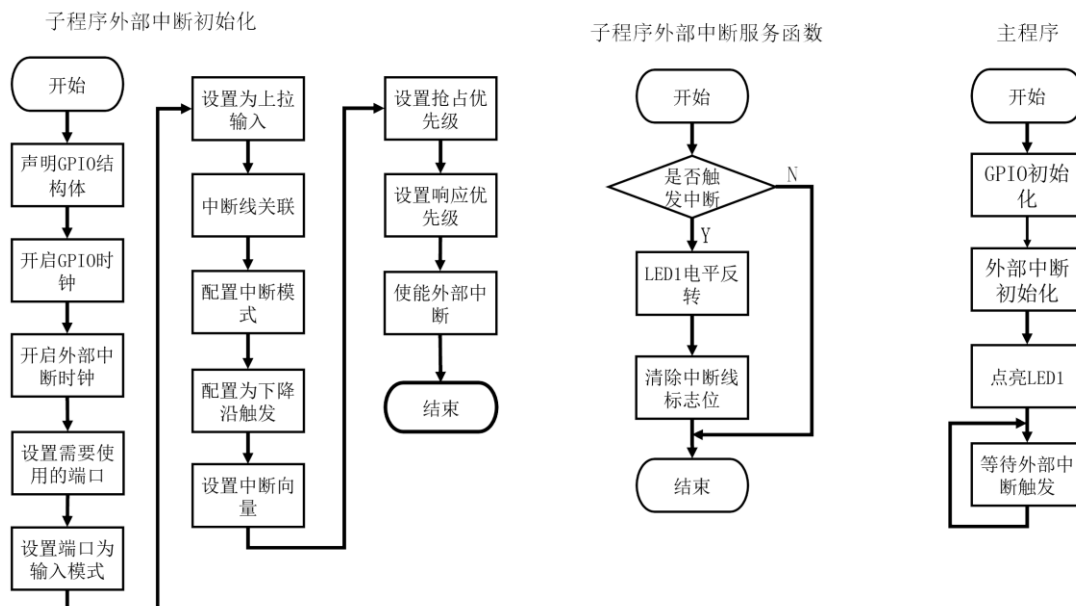 子程序外部中断初始化
开始
声明GPIO结
构体
开启GPIO时
钟
开启外部中
断时钟
设置需要使
用的端口
设置端口为
输入模式
设置为上拉
输入
中断线关联
配置中断模
式
配置为下降
沿触发
设置中断向
量
设置抢占优
先级
设置响应优
先级
使能外部中
断
结束
子程序外部中断服务函数
开始
是否触
发中断
N
Y
LED1电平反
转
清除中断线
标志位
结束
主程序
开始
GPIO初始
化
外部中断
初始化
点亮LED1
等待外部中
断触发